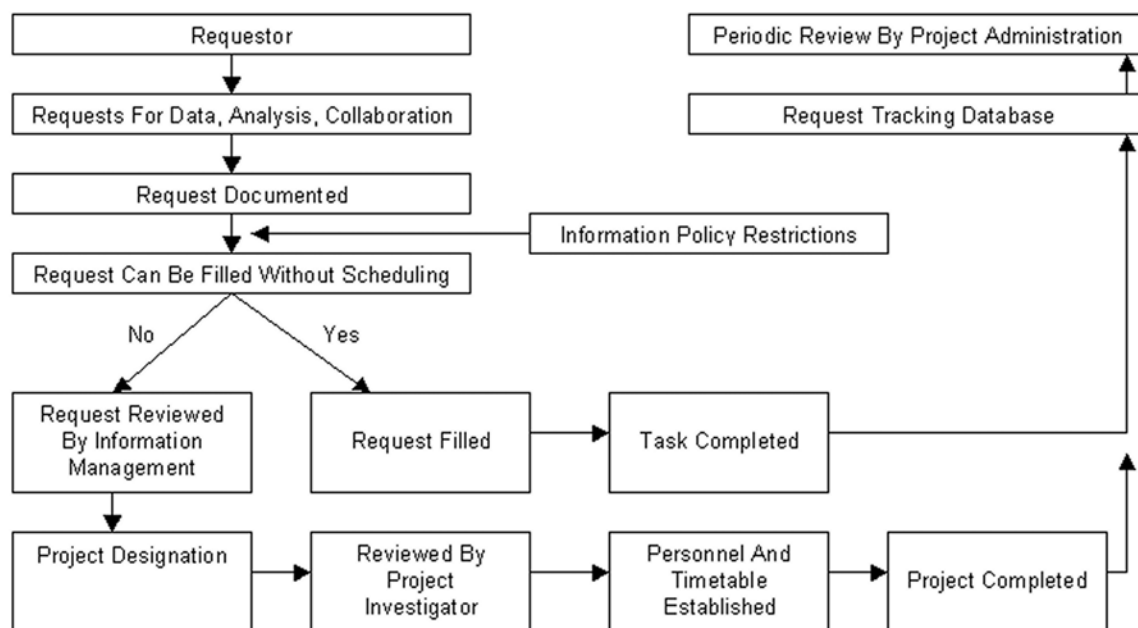 Requestor
Periodic Review By Project Administration
Requests For Data, Analysis, Collaboration
Request Tracking Database
Request Documented
Information Policy Restrictions
Request Can Be Filled Without Scheduling
No
Yes
Request Reviewed
By Information
Management
Request Filled
Task Completed
Project Designation
Reviewed By
Project
Investigator
Personnel And
Timetable
Established
Project Completed